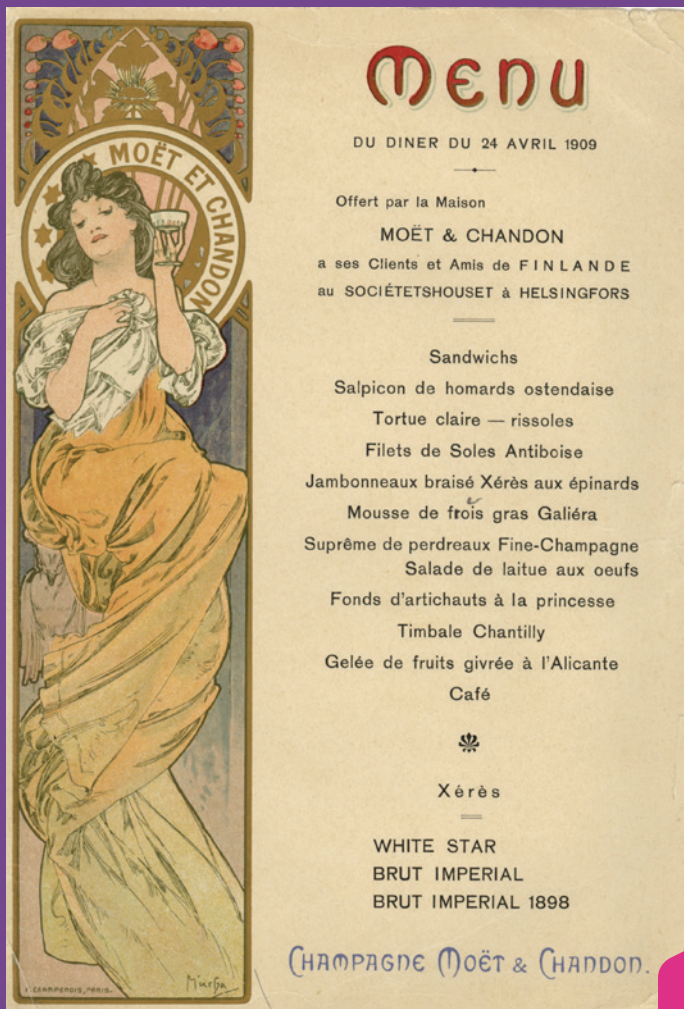 MOËT ET CHANDON
Menu
DU DINER DU 24 AVRIL 1909
Offert par la Maison
MOËT & CHANDON
a ses Clients et Amis de FINLANDE
au SOCIÉTETSHOUSET à HELSINGFORS
Sandwichs
Salpicon de homards ostendaise
Tortue claire — rissoles
Filets de Soles Antiboise
Jambonneaux braisé Xérès aux épinards
Mousse de frois gras Galiéra
Suprême de perdreaux Fine-Champagne
Salade de laitue aux oeufs
Fonds d'artichauts à la princesse
Timbale Chantilly
Gelée de fruits givrée à l'Alicante
Café
Xérès
WHITE STAR
BRUT IMPERIAL
BRUT IMPERIAL 1898
CHAMPAGNE MOËT & CHANDON.
Mucha
F. CHAMPENOIS, PARIS.